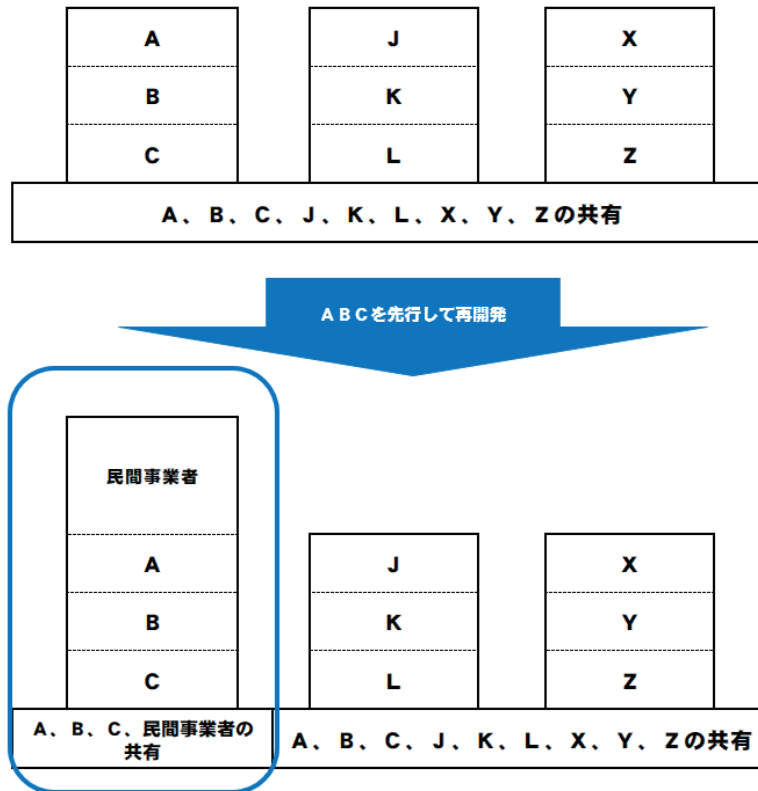 A
J
X
B
K
Y
C
L
Z
A、B、C、J、K、L、X、Y、Zの共有
ABCを先行して再開発
民間事業者
A
J
X
B
K
Y
C
L
Z
A、B、C、民間事業者の
共有
A、B、C、J、K、L、X、Y、Zの共有